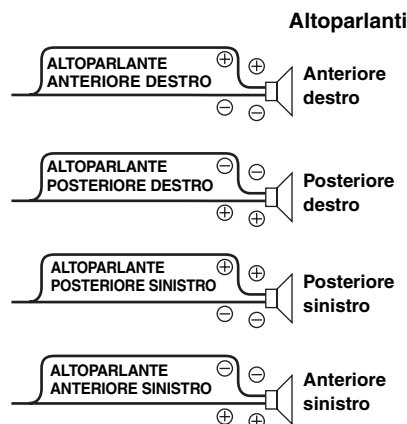 Altoparlanti
ALTOPARLANTE
ANTERIORE DESTRO
+ +
- -
Anteriore
destro
ALTOPARLANTE
POSTERIORE DESTRO
- -
+ +
Posteriore
destro
ALTOPARLANTE
POSTERIORE SINISTRO
+ +
- -
Posteriore
sinistro
ALTOPARLANTE
ANTERIORE SINISTRO
- -
+ +
Anteriore
sinistro